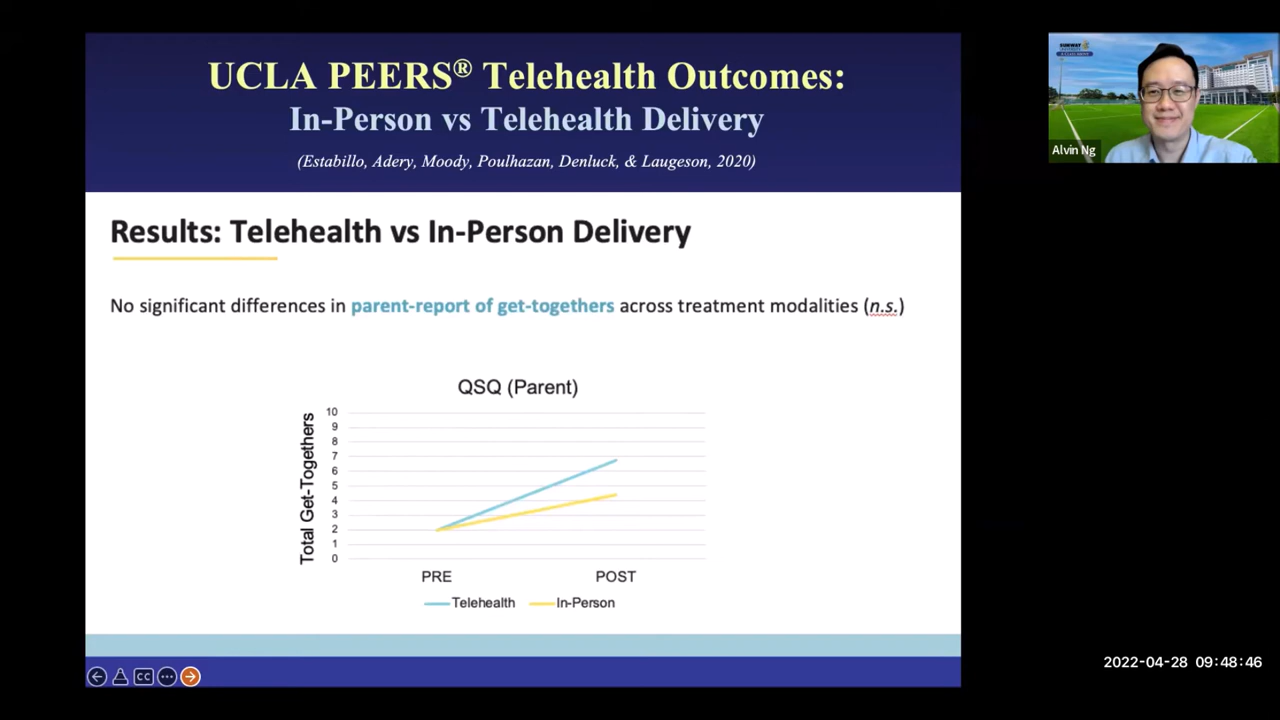 UCLA PEERS® Telehealth Outcomes:
In-Person vs Telehealth Delivery
(Estabillo, Adery, Moody, Poulhazan, Denluck, & Laugeson, 2020)
Results: Telehealth vs In-Person Delivery
No significant differences in parent-report of get-togethers across treatment modalities (n.s.)
QSQ (Parent)
Total Get-Togethers
10
9
8
7
6
5
4
3
2
1
0
PRE POST
Telehealth In-Person
CC
SUNWAY
Alvin Ng
2022-04-28 09:48:46